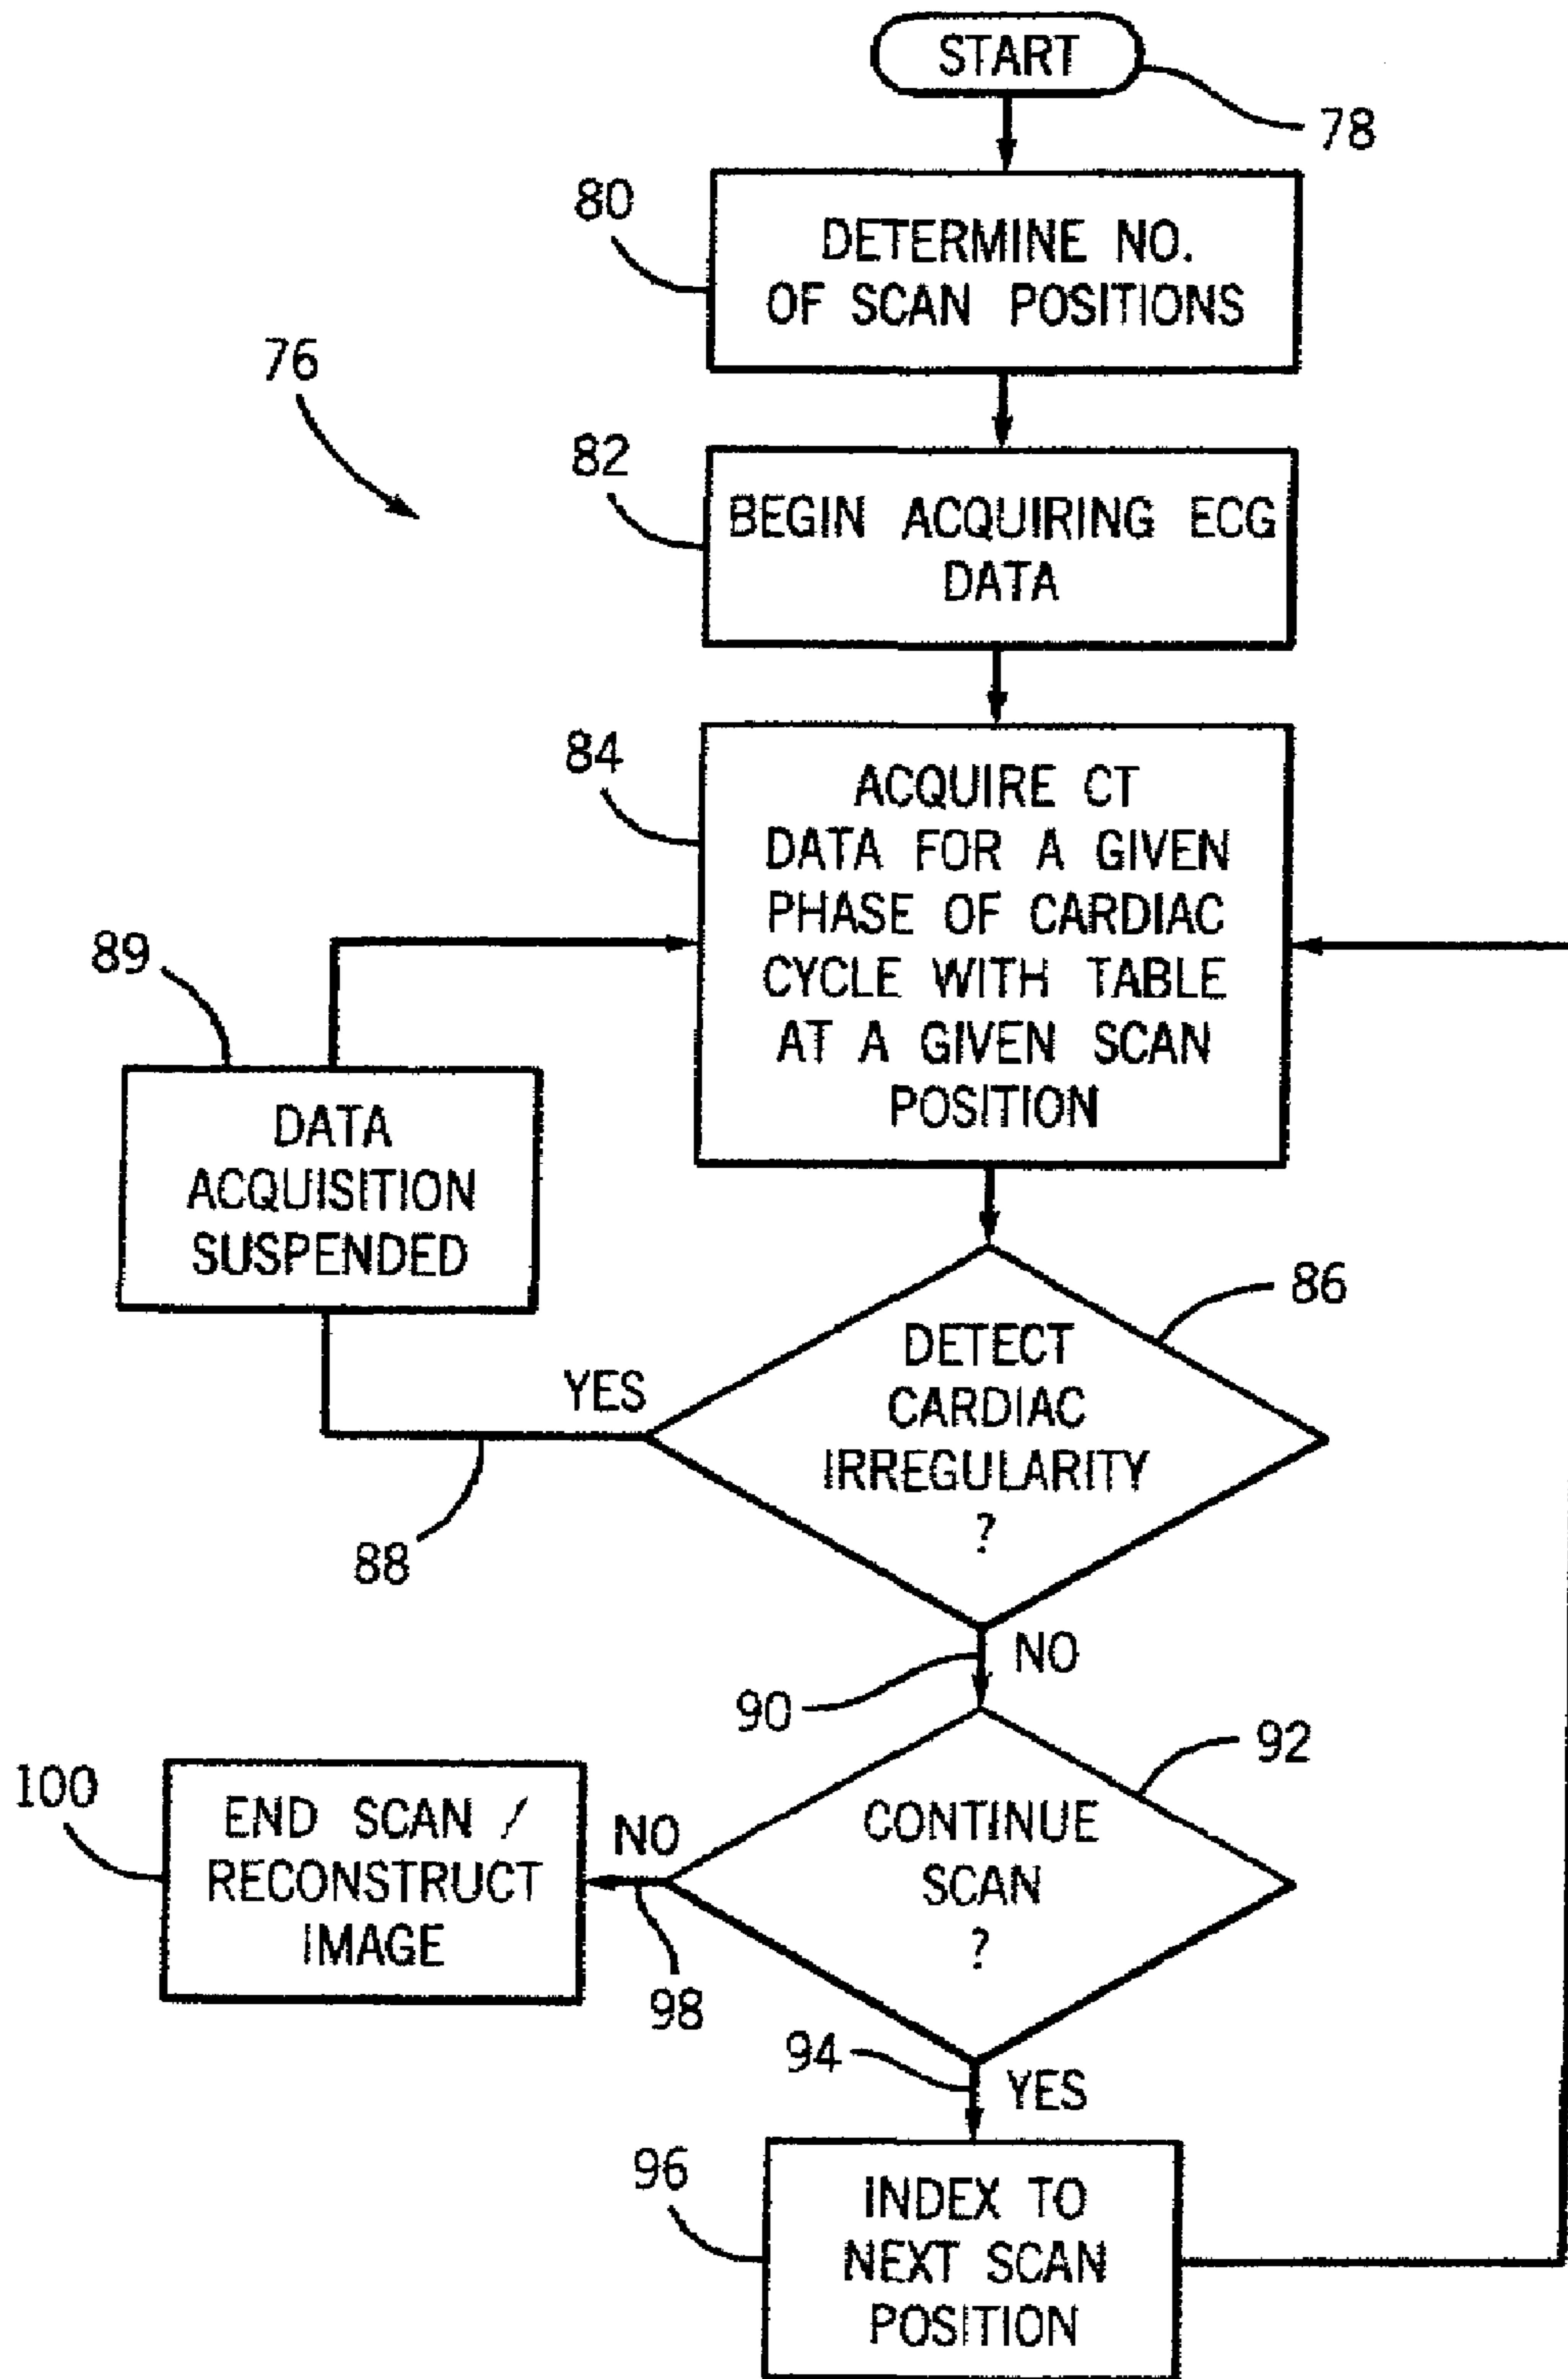 START
78
80
DETERMINE NO.
OF SCAN POSITIONS
76
82
BEGIN ACQUIRING ECG
DATA
84
ACQUIRE CT
DATA FOR A GIVEN
PHASE OF CARDIAC
CYCLE WITH TABLE
AT A GIVEN SCAN
POSITION
89
DATA
ACQUISITION
SUSPENDED
86
DETECT
CARDIAC
IRREGULARITY
?
YES
88
90
NO
92
CONTINUE
SCAN
?
100
END SCAN /
RECONSTRUCT
IMAGE
NO
98
94
YES
96
INDEX TO
NEXT SCAN
POSITION